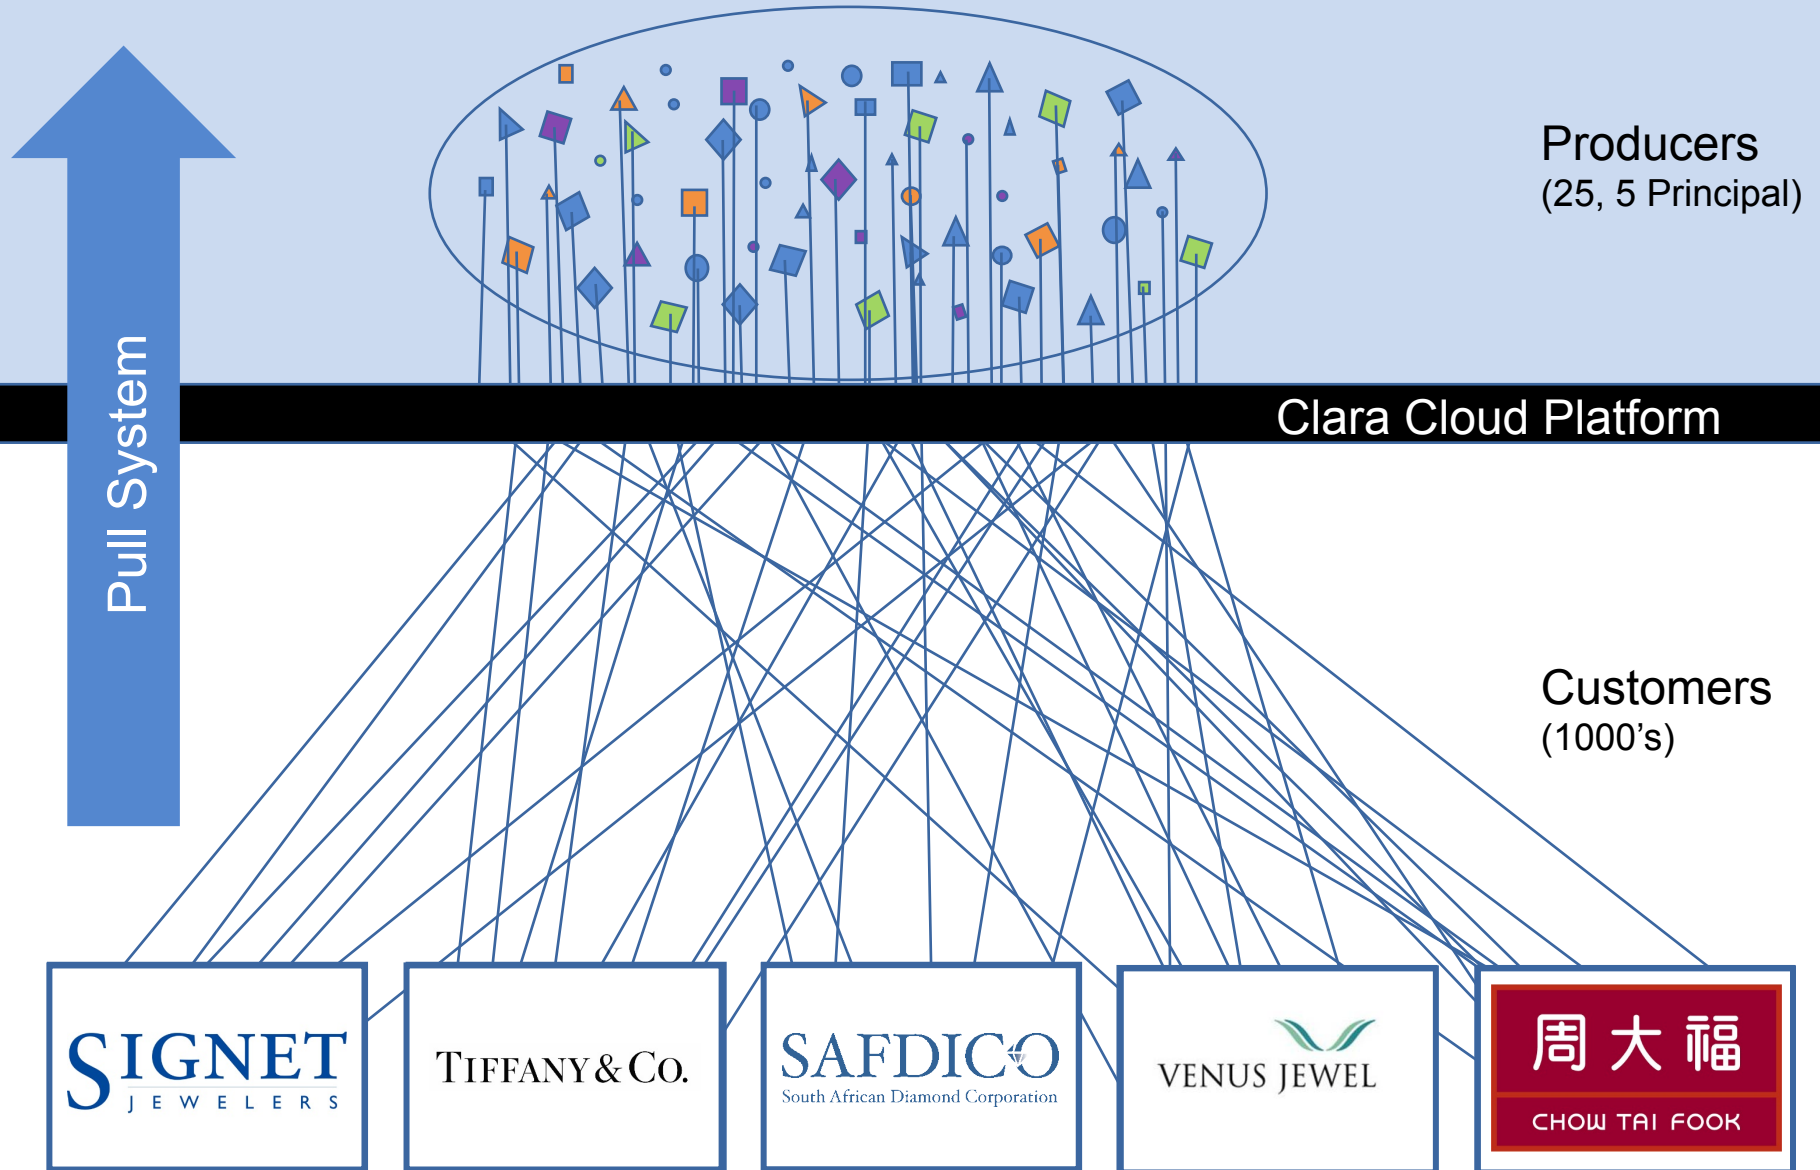 Producers
(25, 5 Principal)
Clara Cloud Platform
Pull System
Customers
(1000’s)
SIGNET
JEWELERS
TIFFANY & CO.
SAFDICO
South African Diamond Corporation
VENUS JEWEL
周大福
CHOW TAI FOOK